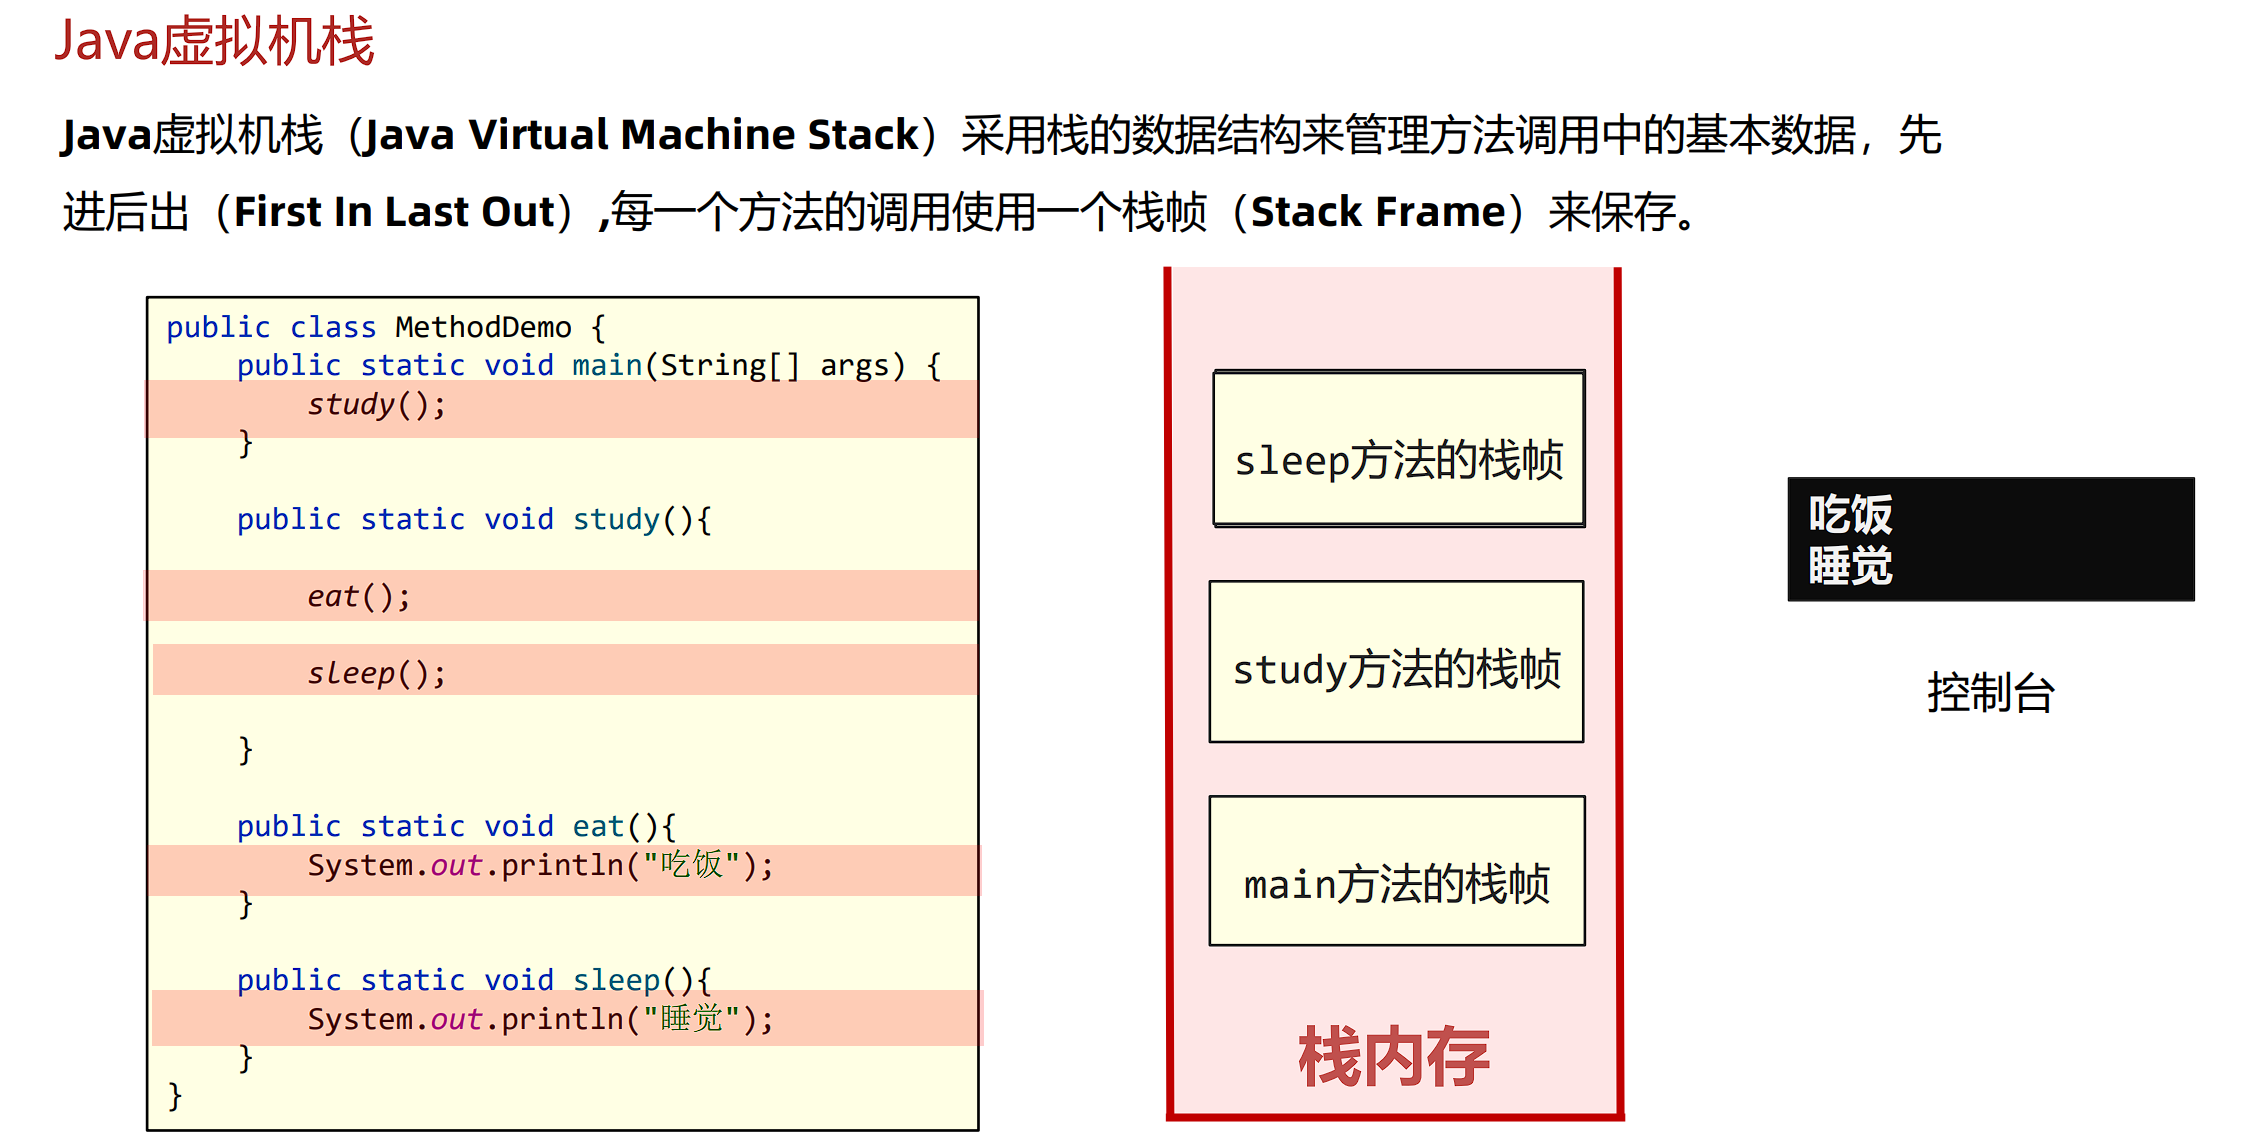 Java虚拟机栈
Java虚拟机栈（Java Virtual Machine Stack）采用栈的数据结构来管理方法调用中的基本数据，先
进后出（First In Last Out）,每一个方法的调用使用一个栈帧（Stack Frame）来保存。
public class MethodDemo {
    public static void main(String[] args) {
        study();
    }
    public static void study(){
        eat();
        sleep();
    }
    public static void eat(){
        System.out.println("吃饭");
    }
    public static void sleep(){
        System.out.println("睡觉");
    }
}
sleep方法的栈帧
study方法的栈帧
main方法的栈帧
栈内存
吃饭
睡觉
控制台